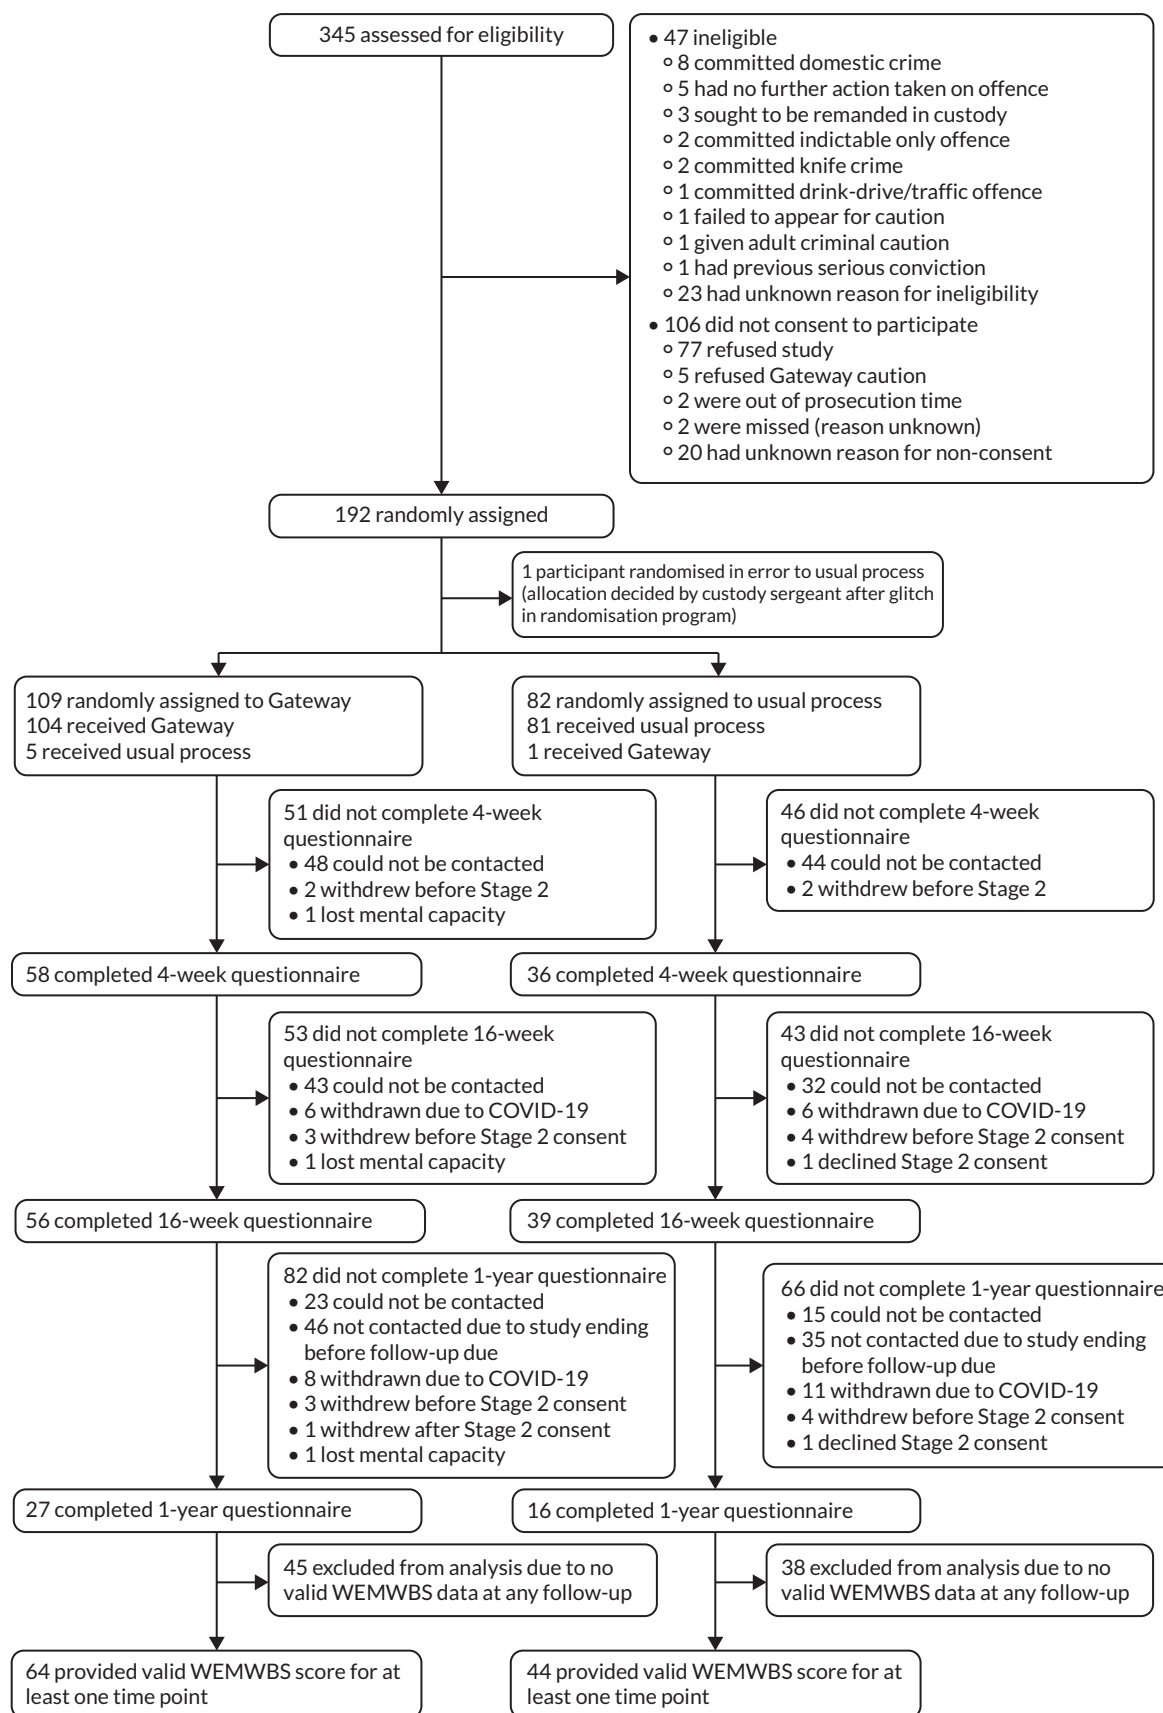 345 assessed for eligibility
• 47 ineligible
∘ 8 committed domestic crime
∘ 5 had no further action taken on offence
∘ 3 sought to be remanded in custody
∘ 2 committed indictable only offence
∘ 2 committed knife crime
∘ 1 committed drink-drive/traffic offence
∘ 1 failed to appear for caution
∘ 1 given adult criminal caution
∘ 1 had previous serious conviction
∘ 23 had unknown reason for ineligibility
• 106 did not consent to participate
∘ 77 refused study
∘ 5 refused Gateway caution
∘ 2 were out of prosecution time
∘ 2 were missed (reason unknown)
∘ 20 had unknown reason for non-consent
192 randomly assigned
1 participant randomised in error to usual process
(allocation decided by custody sergeant after glitch
in randomisation program)
109 randomly assigned to Gateway
104 received Gateway
5 received usual process
82 randomly assigned to usual process
81 received usual process
1 received Gateway
51 did not complete 4-week
questionnaire
• 48 could not be contacted
• 2 withdrew before Stage 2
• 1 lost mental capacity
46 did not complete 4-week
questionnaire
• 44 could not be contacted
• 2 withdrew before Stage 2
58 completed 4-week questionnaire
36 completed 4-week questionnaire
53 did not complete 16-week
questionnaire
• 43 could not be contacted
• 6 withdrawn due to COVID-19
• 3 withdrew before Stage 2 consent
• 1 lost mental capacity
43 did not complete 16-week
questionnaire
• 32 could not be contacted
• 6 withdrawn due to COVID-19
• 4 withdrew before Stage 2 consent
• 1 declined Stage 2 consent
56 completed 16-week questionnaire
39 completed 16-week questionnaire
82 did not complete 1-year questionnaire
• 23 could not be contacted
• 46 not contacted due to study ending
before follow-up due
• 8 withdrawn due to COVID-19
• 3 withdrew before Stage 2 consent
• 1 withdrew after Stage 2 consent
• 1 lost mental capacity
66 did not complete 1-year questionnaire
• 15 could not be contacted
• 35 not contacted due to study ending
before follow-up due
• 11 withdrawn due to COVID-19
• 4 withdrew before Stage 2 consent
• 1 declined Stage 2 consent
27 completed 1-year questionnaire
16 completed 1-year questionnaire
45 excluded from analysis due to no
valid WEMWBS data at any follow-up
38 excluded from analysis due to no
valid WEMWBS data at any follow-up
64 provided valid WEMWBS score for at
least one time point
44 provided valid WEMWBS score for at
least one time point